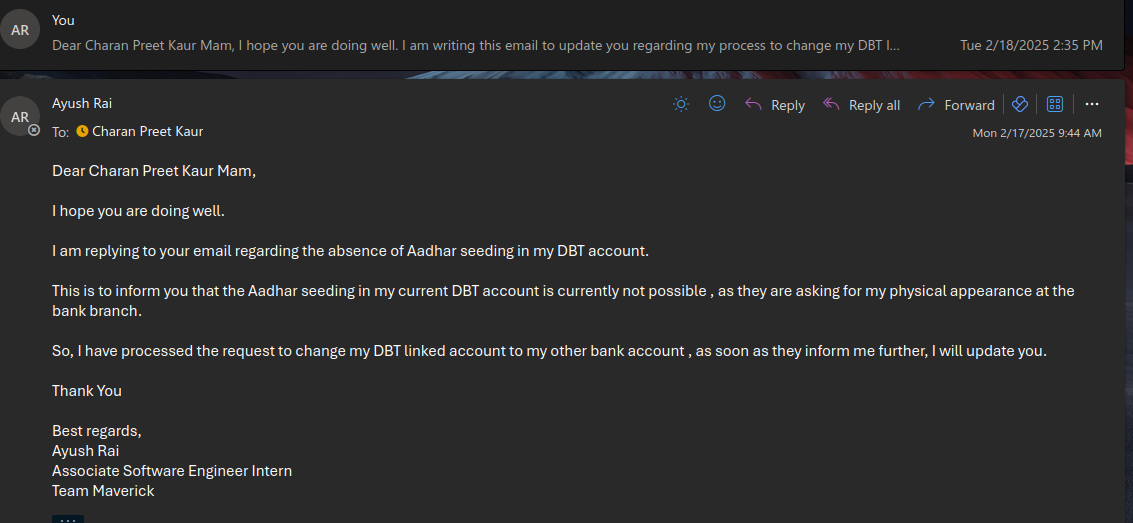 AR
You
Dear Charan Preet Kaur Mam, I hope you are doing well. I am writing this email to update you regarding my process to change my DBT l...
Tue 2/18/2025 2:35 PM
AR
Ayush Rai
Reply
Reply all
Forward
To: Charan Preet Kaur
Mon 2/17/2025 9:44 AM
Dear Charan Preet Kaur Mam,
I hope you are doing well.
I am replying to your email regarding the absence of Aadhar seeding in my DBT account.
This is to inform you that the Aadhar seeding in my current DBT account is currently not possible , as they are asking for my physical appearance at the
bank branch.
So, I have processed the request to change my DBT linked account to my other bank account , as soon as they inform me further, I will update you.
Thank You
Best regards,
Ayush Rai
Associate Software Engineer Intern
Team Maverick